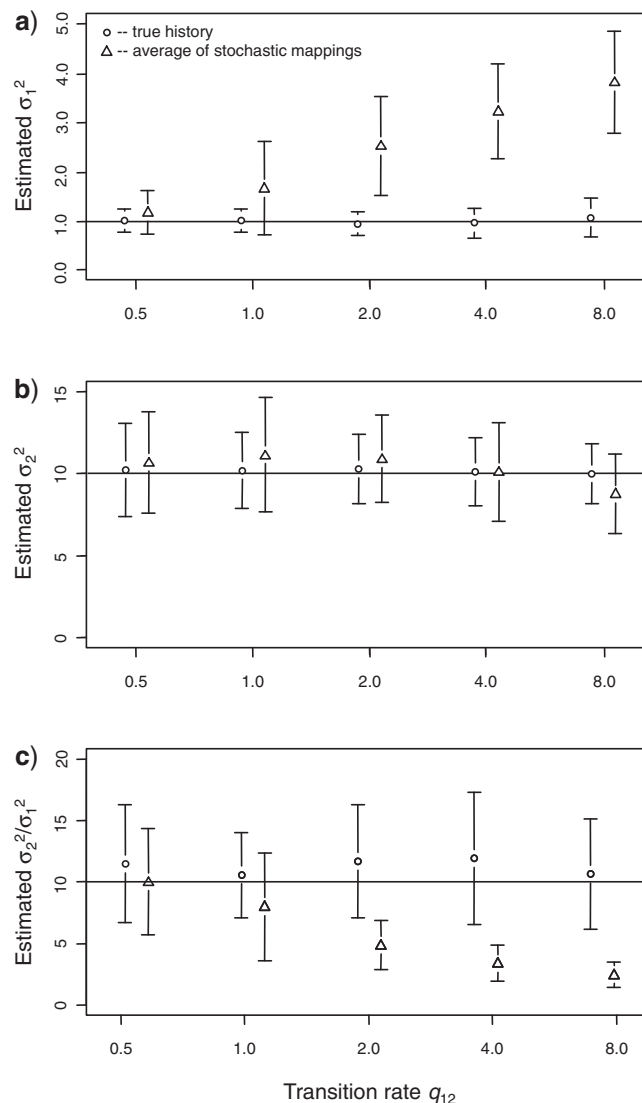 a)
○ -- true history
△ -- average of stochastic mappings
Estimated σ₁²
5.0
4.0
3.0
2.0
1.0
0.0
0.5 1.0 2.0 4.0 8.0
b)
Estimated σ₂²
15
10
5
0
0.5 1.0 2.0 4.0 8.0
c)
Estimated σ₂²/σ₁²
20
15
10
5
0
0.5 1.0 2.0 4.0 8.0
Transition rate q₁₂